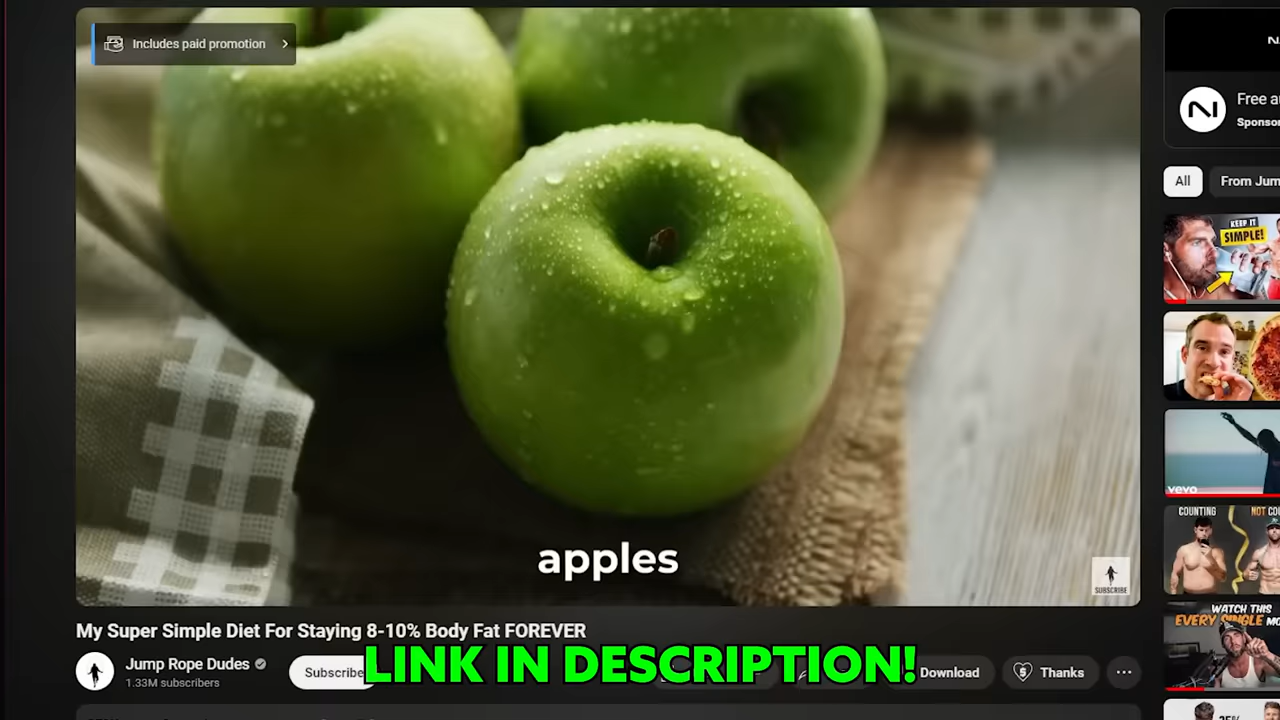 Includes paid promotion
apples
SUBSCRIBE
My Super Simple Diet For Staying 8-10% Body Fat FOREVER
Jump Rope Dudes
1.33M subscribers
Subscribe
LINK IN DESCRIPTION!
Download
Thanks
Free
Sponsor
All
From Jum
KEEP IT
SIMPLE!
vevo
COUNTING
NOT COU
WATCH THIS
EVERY SINGLE MO